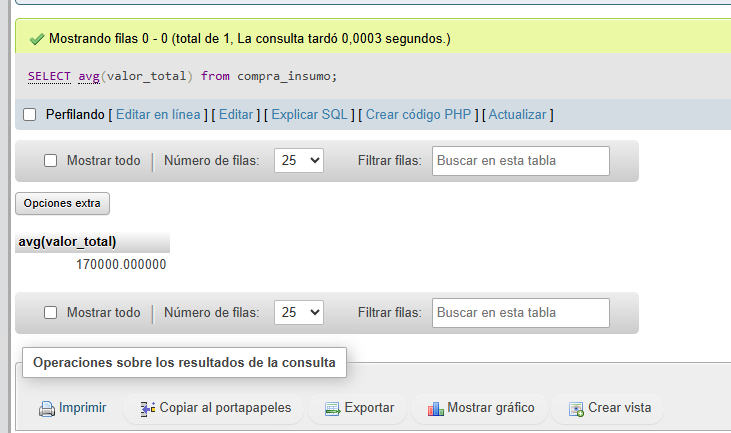 Mostrando filas 0 - 0 (total de 1, La consulta tardó 0,0003 segundos.)
SELECT avg(valor_total) from compra_insumo;
Perfilando [ Editar en línea ] [ Editar ] [ Explicar SQL ] [ Crear código PHP ] [ Actualizar ]
Mostrar todo | Número de filas: 25 Filtrar filas: Buscar en esta tabla
Opciones extra
avg(valor_total)
170000.000000
Mostrar todo | Número de filas: 25 Filtrar filas: Buscar en esta tabla
Operaciones sobre los resultados de la consulta
Imprimir Copiar al portapapeles Exportar Mostrar gráfico Crear vista